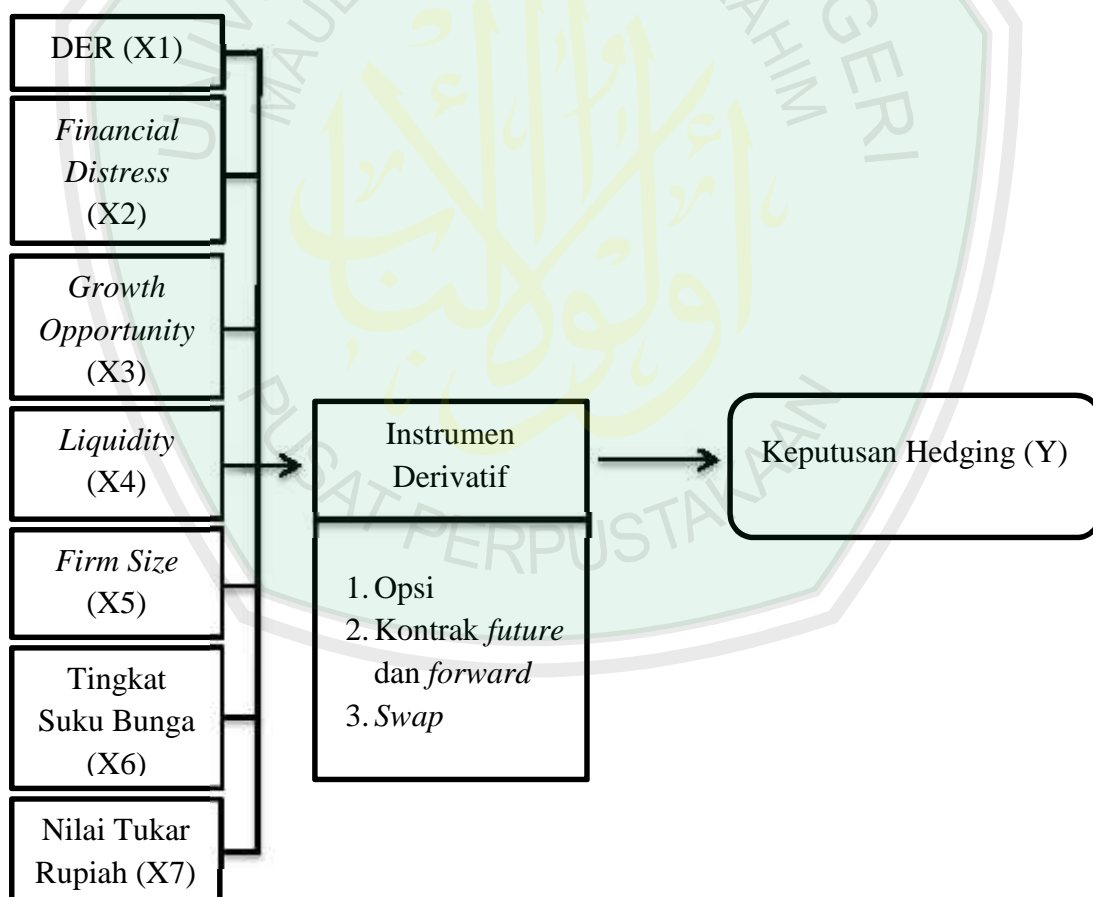 DER (X1)
Financial
Distress
(X2)
Growth
Opportunity
(X3)
Liquidity
(X4)
Firm Size
(X5)
Tingkat
Suku Bunga
(X6)
Nilai Tukar
Rupiah (X7)
Instrumen
Derivatif
1. Opsi
2. Kontrak future
dan forward
3. Swap
Keputusan Hedging (Y)
PUSAT PERPUSTAKAAN